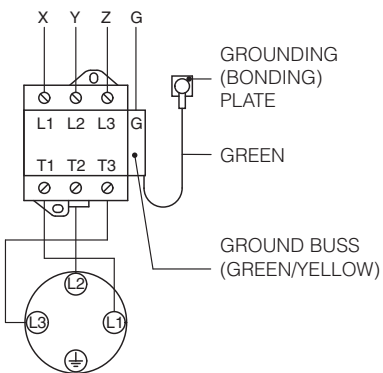 X Y Z G
GROUNDING
(BONDING)
PLATE
L1 L2 L3 G
GREEN
T1 T2 T3
GROUND BUSS
(GREEN/YELLOW)
L2
L3 L1